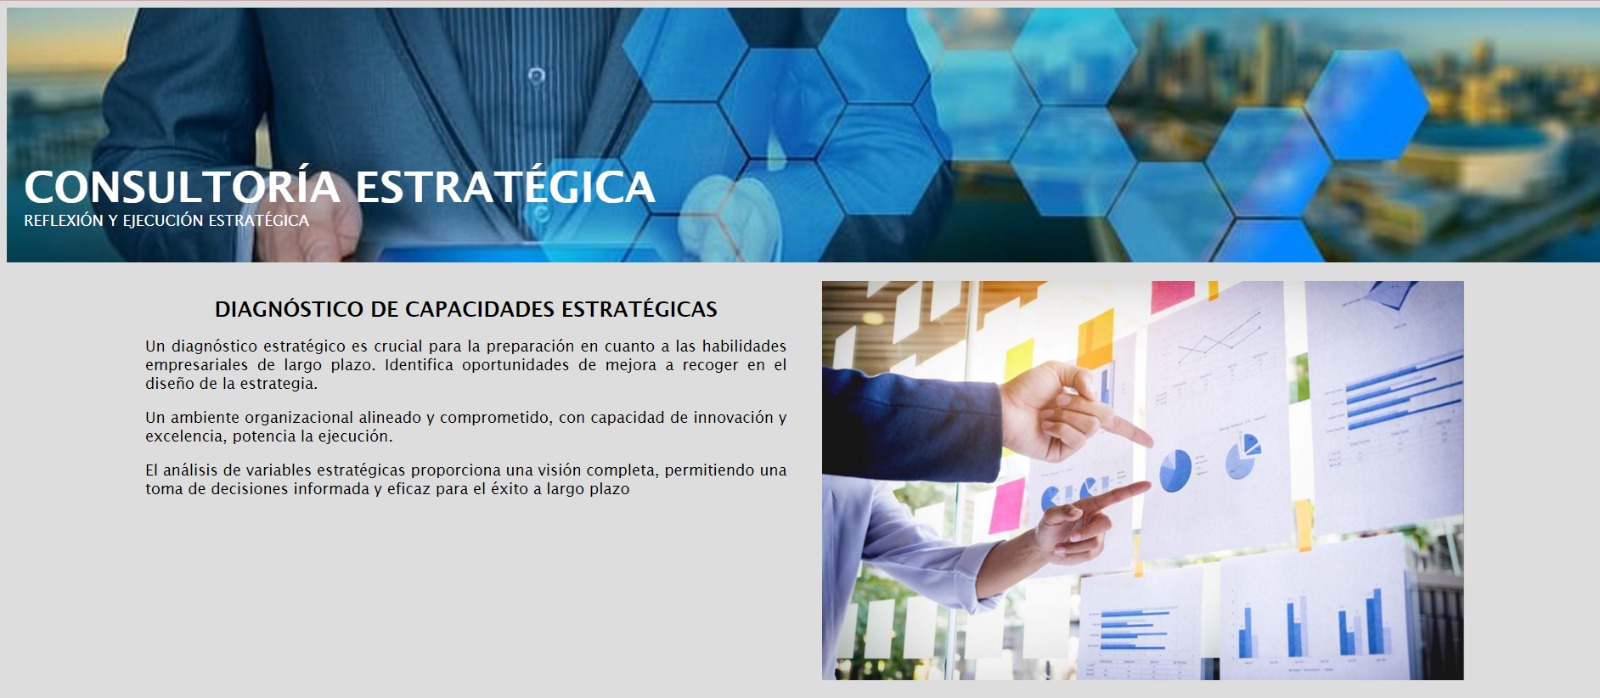 CONSULTORÍA ESTRATÉGICA
REFLEXIÓN Y EJECUCIÓN ESTRATÉGICA
DIAGNÓSTICO DE CAPACIDADES ESTRATÉGICAS
Un diagnóstico estratégico es crucial para la preparación en cuanto a las habilidades
empresariales de largo plazo. Identifica oportunidades de mejora a recoger en el
diseño de la estrategia.
Un ambiente organizacional alineado y comprometido, con capacidad de innovación y
excelencia, potencia la ejecución.
El análisis de variables estratégicas proporciona una visión completa, permitiendo una
toma de decisiones informada y eficaz para el éxito a largo plazo